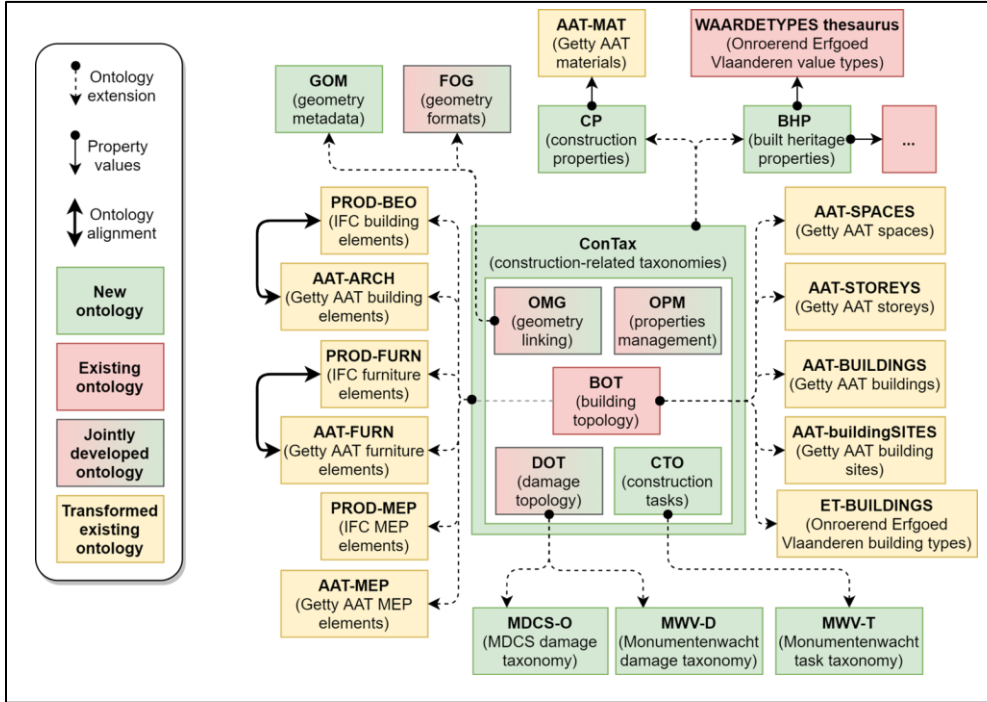 Ontology
extension
Property
values
Ontology
alignment
New
ontology
Existing
ontology
Jointly
developed
ontology
Transformed
existing
ontology
GOM
(geometry
metadata)
FOG
(geometry
formats)
AAT-MAT
(Getty AAT
materials)
WAARDETYPES thesaurus
(Onroerend Erfgoed
Vlaanderen value types)
CP
(construction
properties)
BHP
(built heritage
properties)
...
PROD-BEO
(IFC building
elements)
AAT-ARCH
(Getty AAT building
elements)
PROD-FURN
(IFC furniture
elements)
AAT-FURN
(Getty AAT furniture
elements)
PROD-MEP
(IFC MEP
elements)
AAT-MEP
(Getty AAT MEP
elements)
ConTax
(construction-related taxonomies)
OMG
(geometry
linking)
OPM
(properties
management)
BOT
(building
topology)
DOT
(damage
topology)
CTO
(construction
tasks)
AAT-SPACES
(Getty AAT spaces)
AAT-STOREYS
(Getty AAT storeys)
AAT-BUILDINGS
(Getty AAT buildings)
AAT-buildingSITES
(Getty AAT building
sites)
ET-BUILDINGS
(Onroerend Erfgoed
Vlaanderen building types)
MDCS-O
(MDCS damage
taxonomy)
MWV-D
(Monumentenwacht
damage taxonomy)
MWV-T
(Monumentenwacht
task taxonomy)